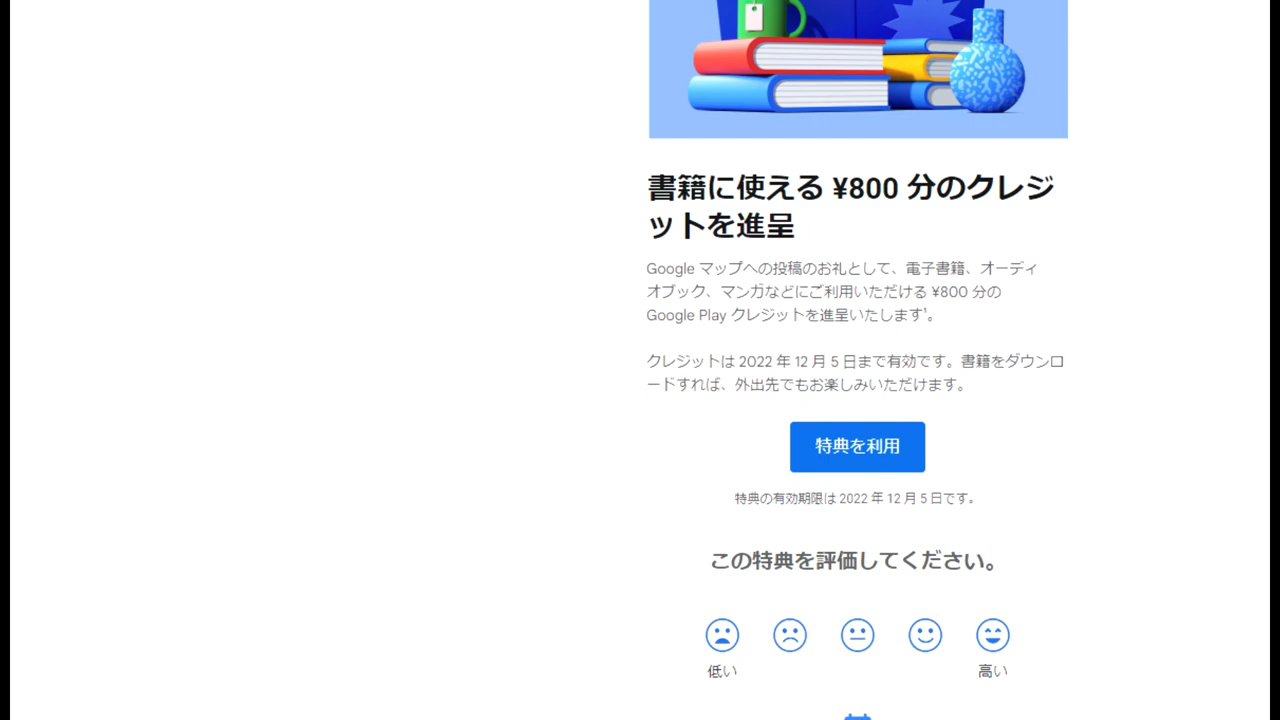 書籍に使える ¥800 分のクレジ
ットを進呈
Google マップへの投稿のお礼として、電子書籍、オーディ
オブック、マンガなどにご利用いただける ¥800 分の
Google Play クレジットを進呈いたします¹。
クレジットは 2022 年 12 月 5 日まで有効です。書籍をダウンロ
ードすれば、外出先でもお楽しみいただけます。
特典を利用
特典の有効期限は 2022 年 12 月 5 日です。
この特典を評価してください。
低い
高い